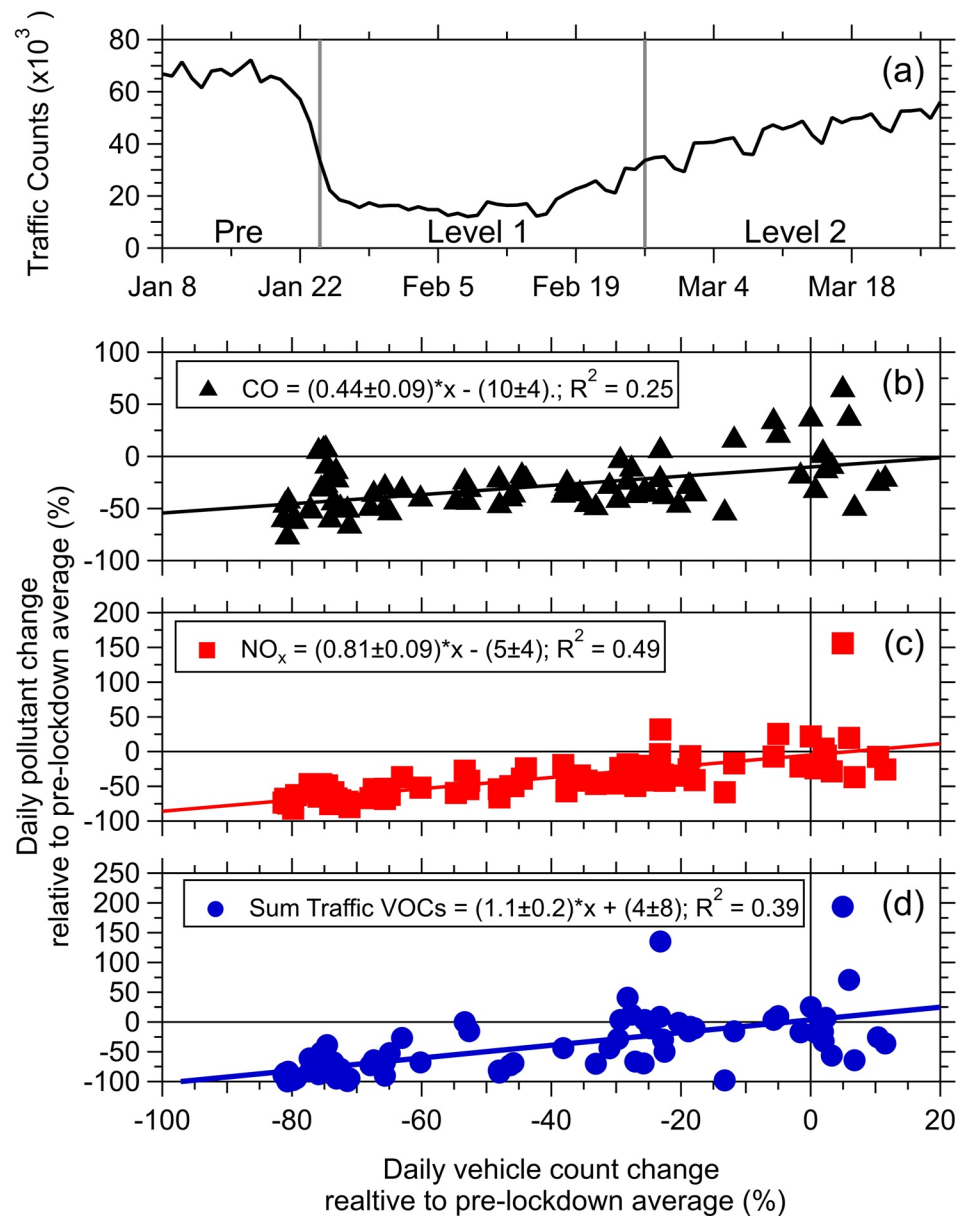 Traffic Counts (x10³)
80
60
40
20
0
(a)
Pre
Level 1
Level 2
Jan 8
Jan 22
Feb 5
Feb 19
Mar 4
Mar 18
Daily pollutant change
relative to pre-lockdown average (%)
100
50
0
-50
-100
CO = (0.44±0.09)*x - (10±4).; R² = 0.25
(b)
200
150
100
50
0
-50
-100
NOₓ = (0.81±0.09)*x - (5±4); R² = 0.49
(c)
250
200
150
100
50
0
-50
-100
Sum Traffic VOCs = (1.1±0.2)*x + (4±8); R² = 0.39
(d)
-100
-80
-60
-40
-20
0
20
Daily vehicle count change
realtive to pre-lockdown average (%)